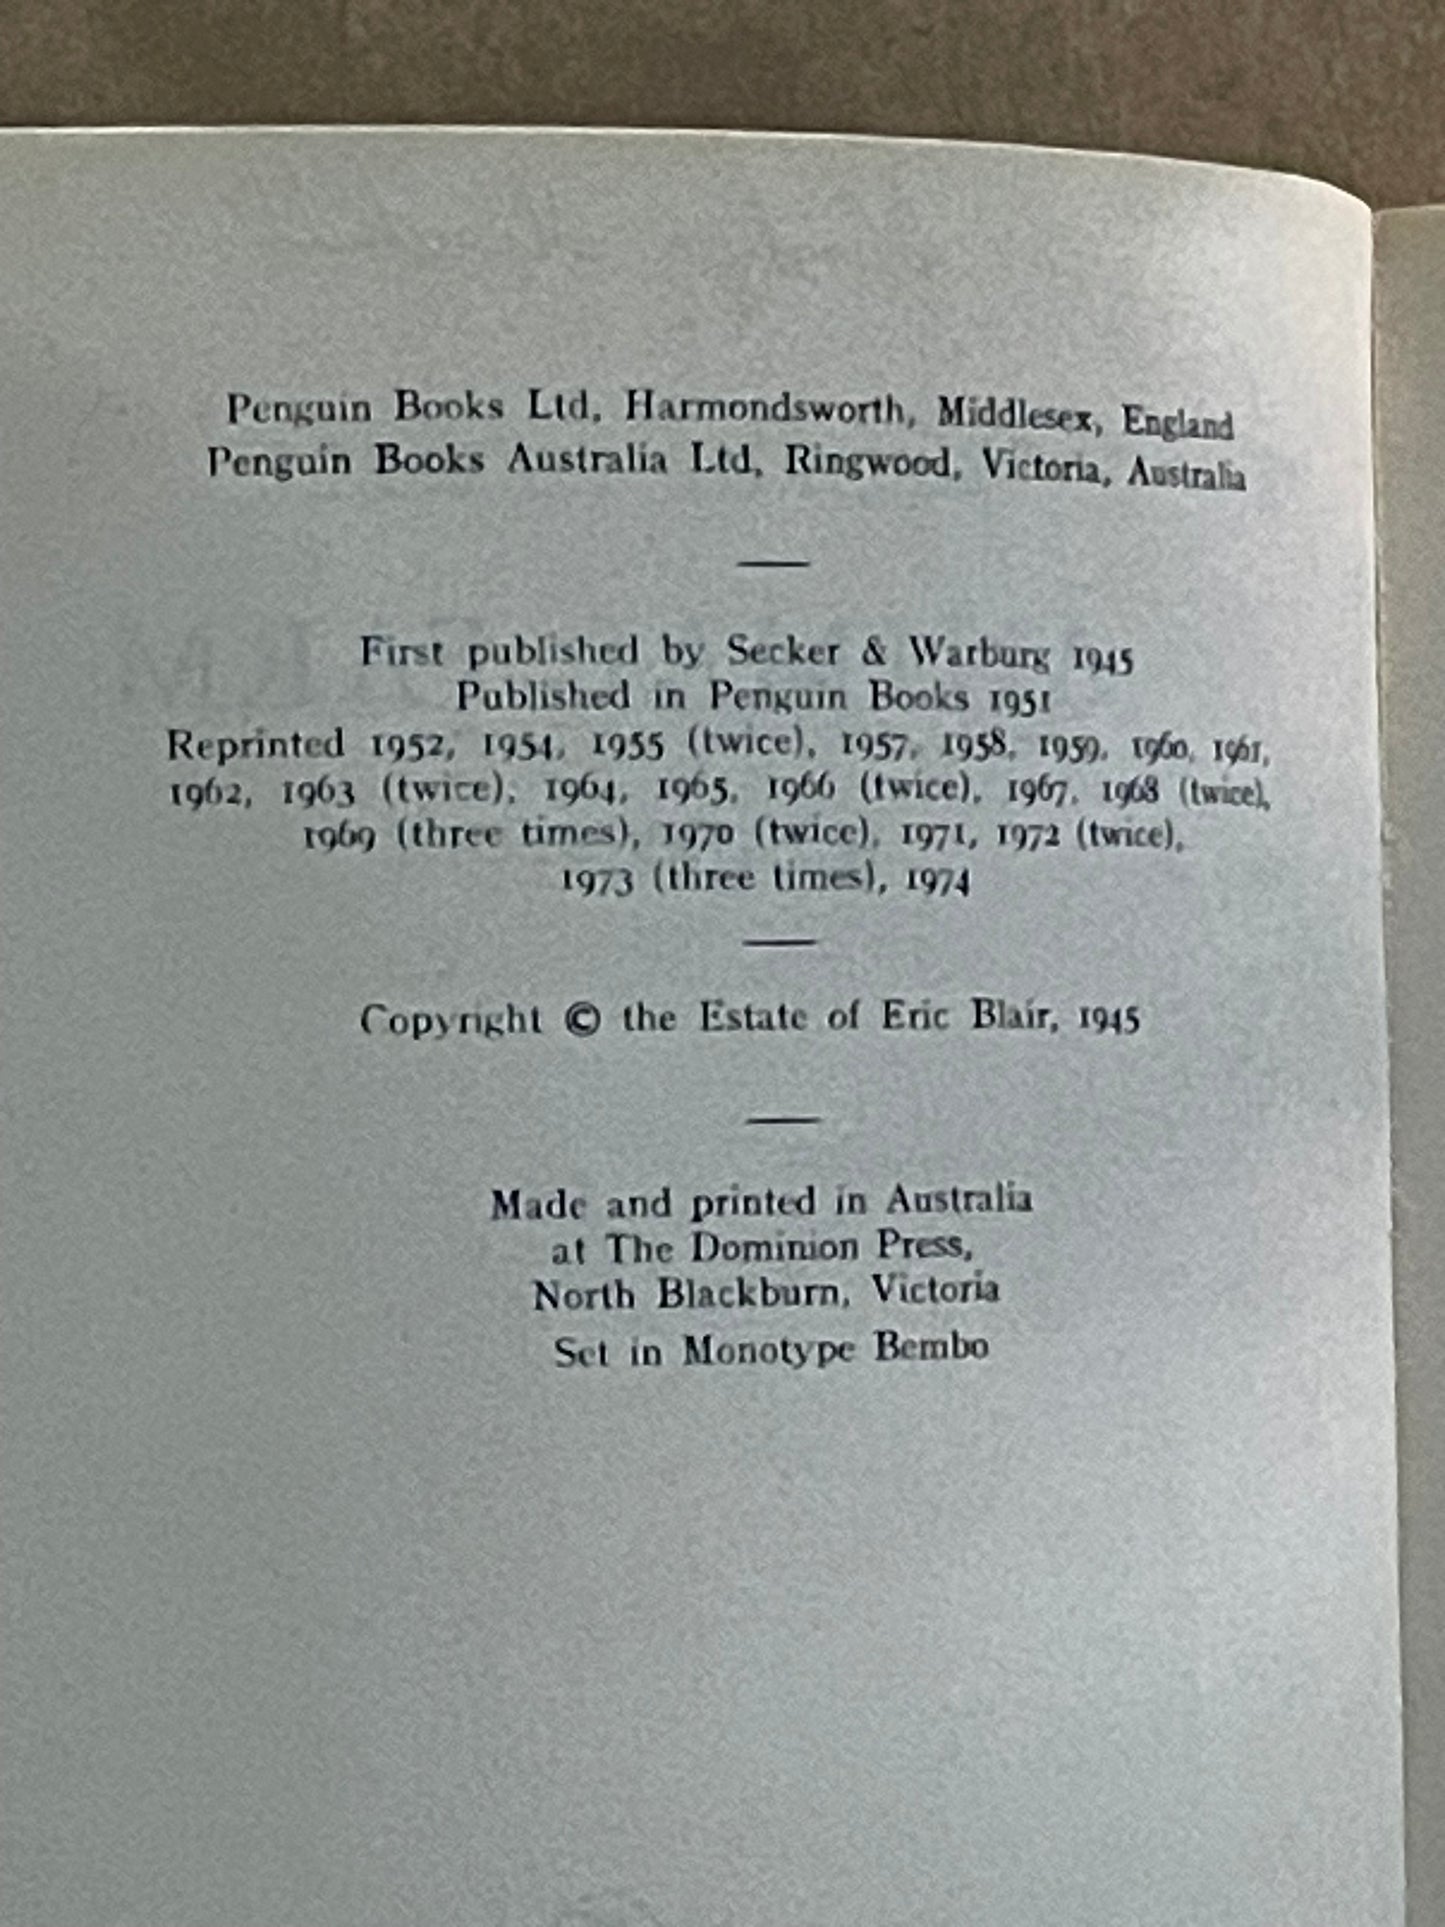 Penguin Books Ltd, Harmondsworth, Middlesex, England
Penguin Books Australia Ltd, Ringwood, Victoria, Australia
First published by Secker & Warburg 1945
Published in Penguin Books 1951
Reprinted 1952, 1954, 1955 (twice), 1957, 1958, 1959, 1960, 1961,
1962, 1963 (twice), 1964, 1965, 1966 (twice), 1967, 1968 (twice),
1969 (three times), 1970 (twice), 1971, 1972 (twice),
1973 (three times), 1974
Copyright © the Estate of Eric Blair, 1945
Made and printed in Australia
at The Dominion Press,
North Blackburn, Victoria
Set in Monotype Bembo